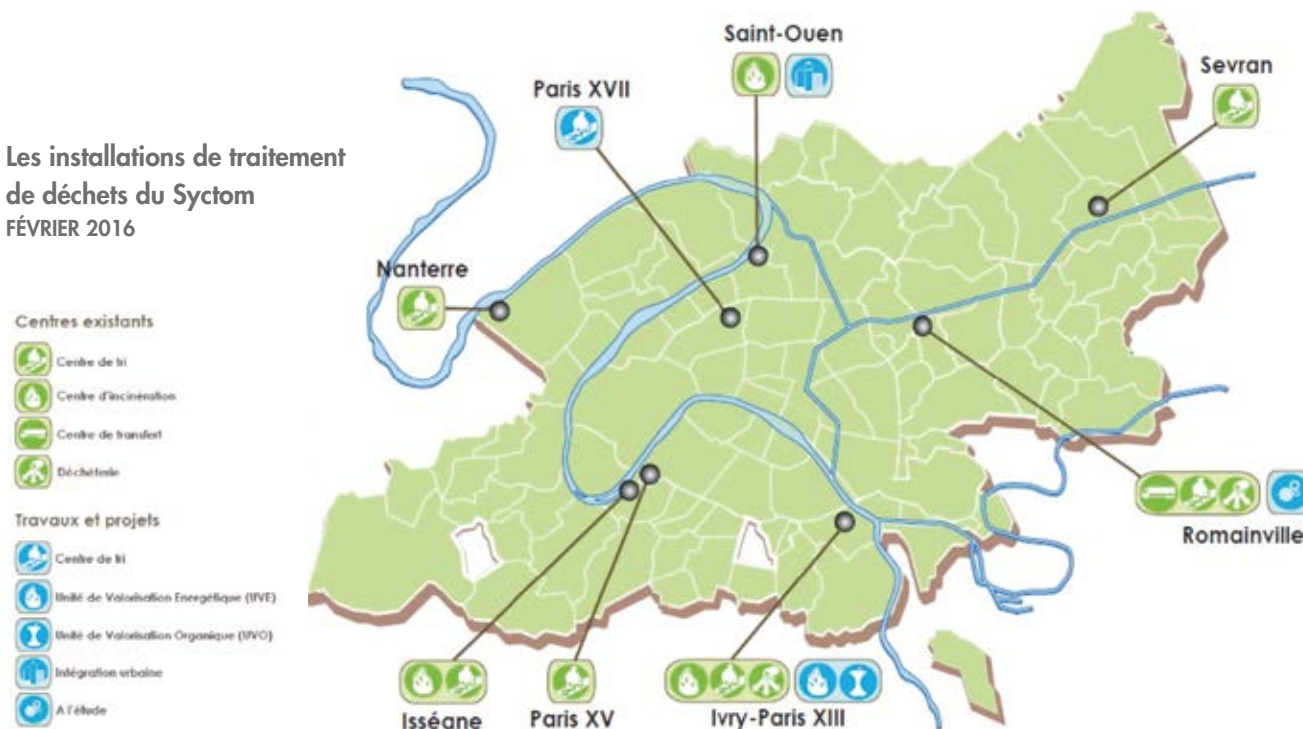 Les installations de traitement
de déchets du Syctom
FÉVRIER 2016
Centres existants
Centre de tri
Centre d'incinération
Centre de transfert
Déchèterie
Travaux et projets
Centre de tri
Unité de Valorisation Energétique (UVE)
Unité de Valorisation Organique (UVO)
Intégration urbaine
A l'étude
Saint-Ouen
Sevran
Paris XVII
Nanterre
Romainville
Isséane
Paris XV
Ivry-Paris XIII